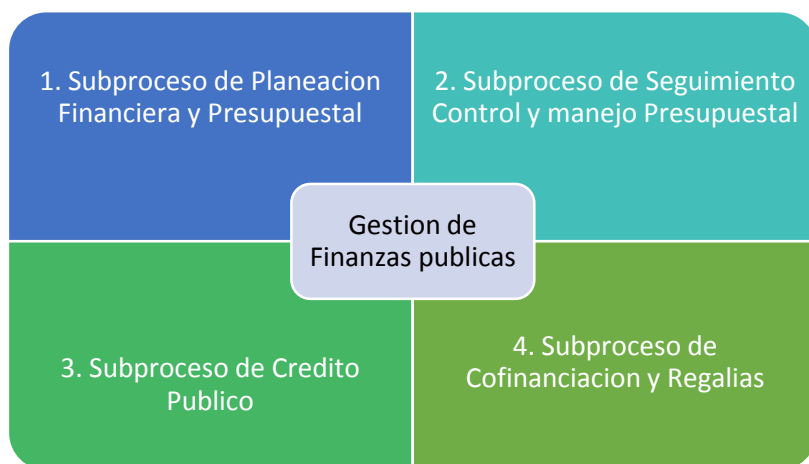 1. Subproceso de Planeacion
Financiera y Presupuestal
2. Subproceso de Seguimiento
Control y manejo Presupuestal
Gestion de
Finanzas publicas
3. Subproceso de Credito
Publico
4. Subproceso de
Cofinanciacion y Regalias